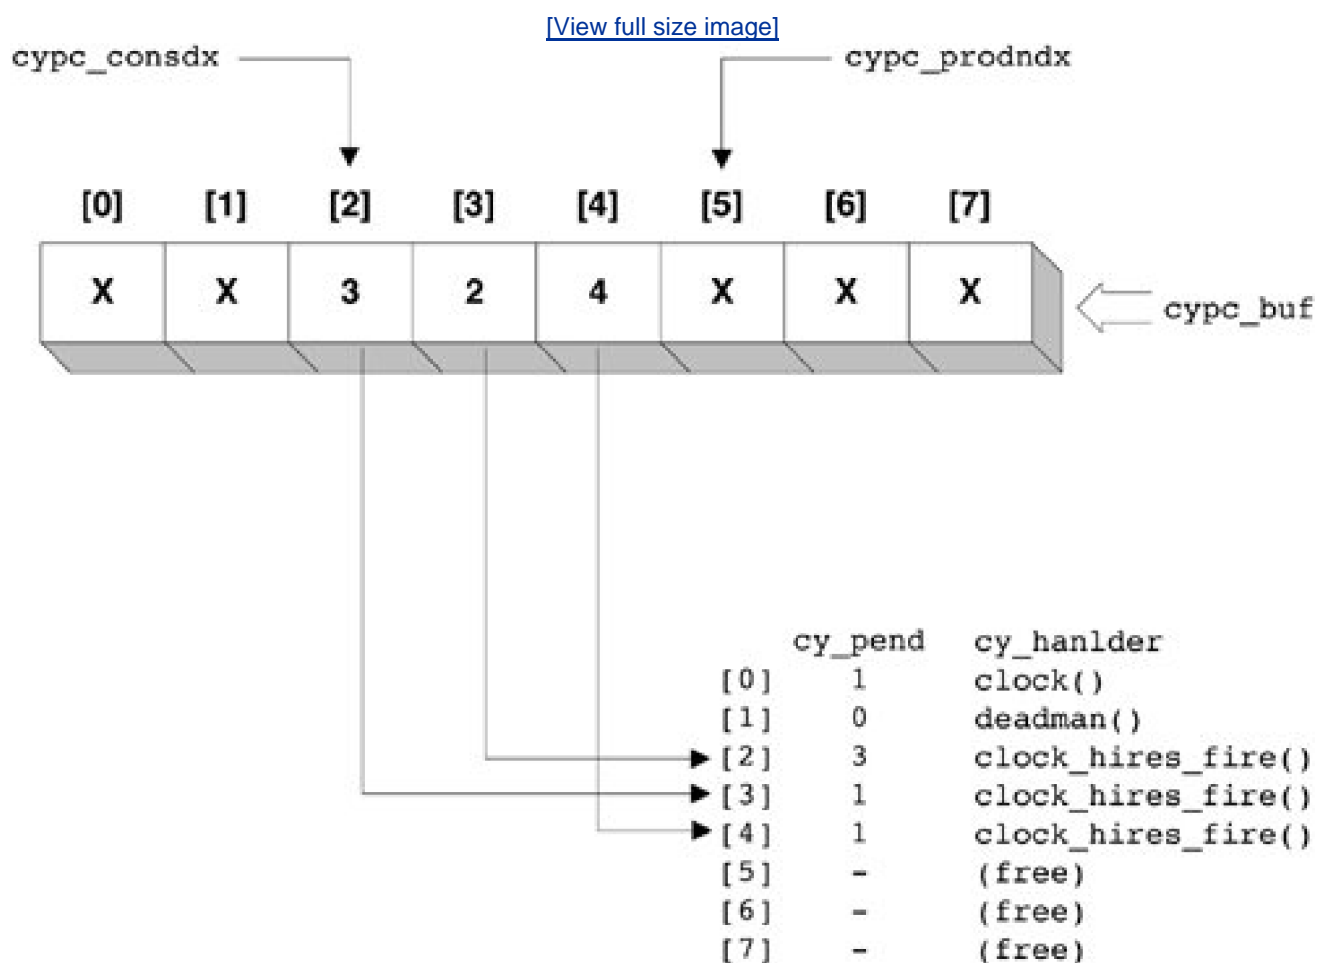 [View full size image]
cypc_consdx cypc_prodndx
[0] [1] [2] [3] [4] [5] [6] [7]
X X 3 2 4 X X X
cypc_buf
cy_pend cy_hanlder
[0] 1 clock()
[1] 0 deadman()
[2] 3 clock_hires_fire()
[3] 1 clock_hires_fire()
[4] 1 clock_hires_fire()
[5] - (free)
[6] - (free)
[7] - (free)